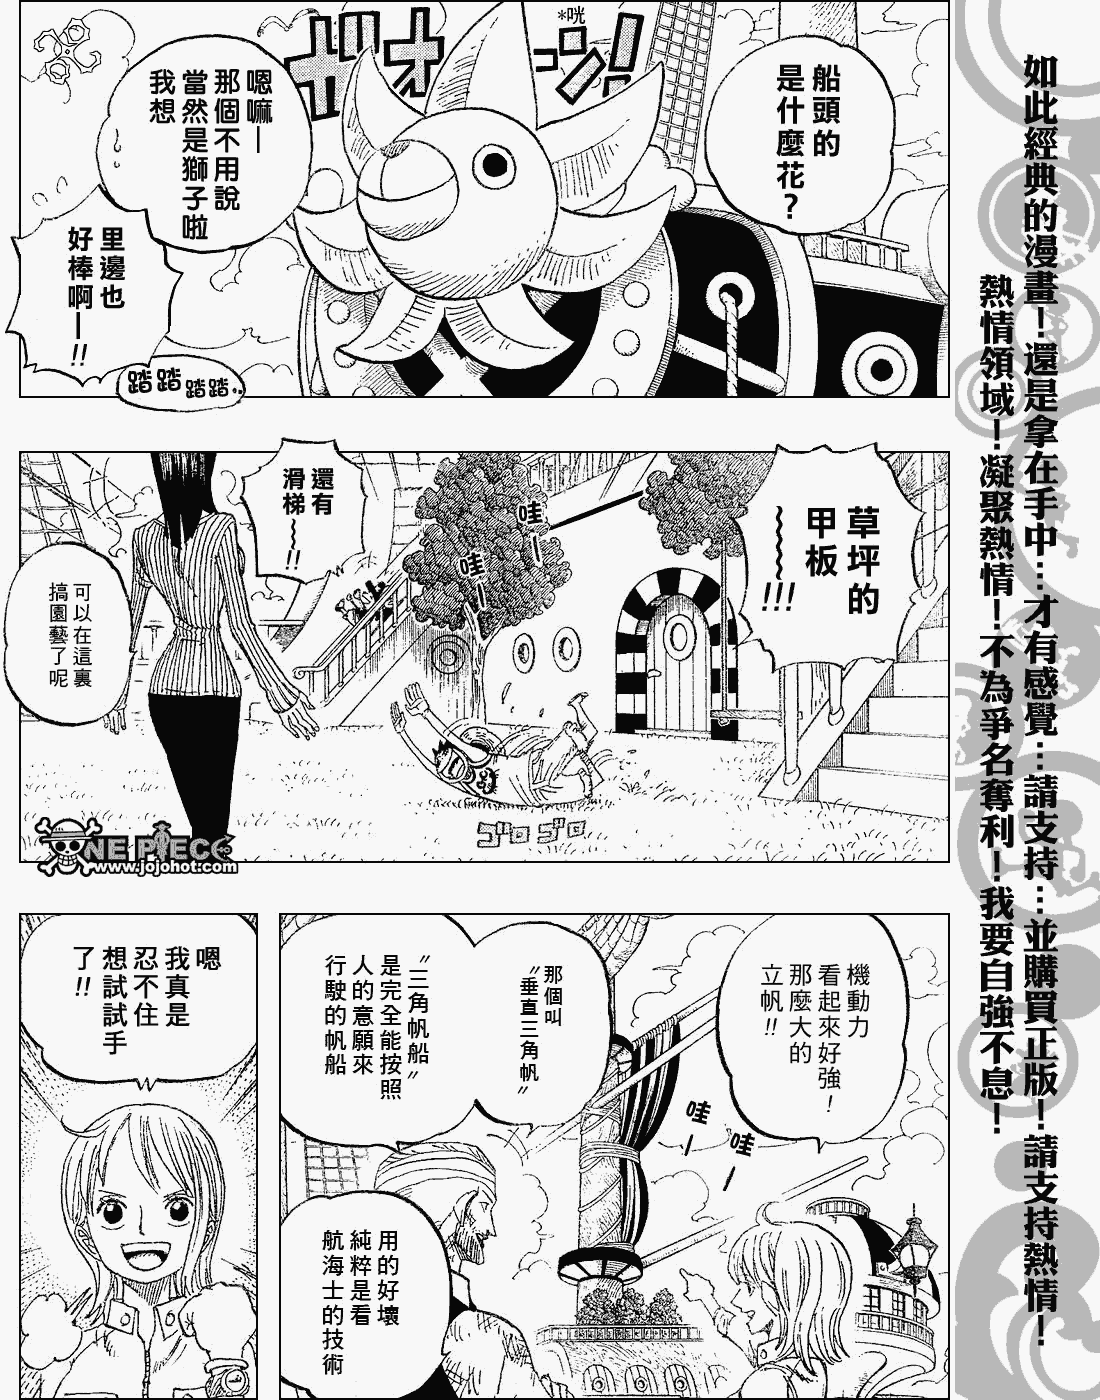 船頭的
是什麼花？
*咣
ガオ
コン!
嗯嘛—
那個不用說
當然是獅子啦
我想
里邊也
好棒啊—!!
踏踏踏踏..
草坪的
甲板
~~!!!
哇—
哇—
還有
滑梯
~~!!
可以在這裏
搞園藝了呢
ゴロゴロ
ONE PIECE
www.jojohot.com
機動力
看起來好強！
那麼大的
立帆!!
哇—
哇—
那個叫
"垂直三角帆"
"三角帆船"
是完全能按照
人的意願來
行駛的帆船
用的好壞
純粹是看
航海士的技術
嗯
我真是
忍不住
想試試手
了!!
如此經典的漫畫！還是拿在手中…才有感覺…請支持…並購買正版！請支持熱情！
熱情領域！凝聚熱情！不為爭名奪利！我要自強不息！